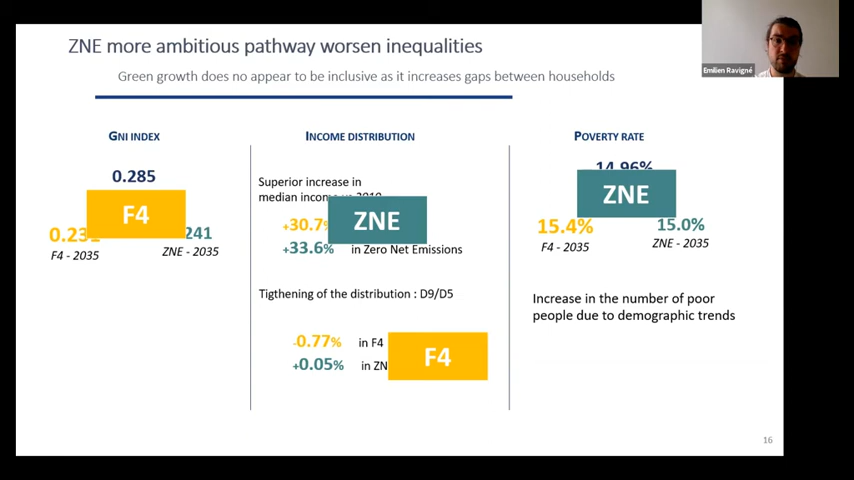 ZNE more ambitious pathway worsen inequalities
Green growth does no appear to be inclusive as it increases gaps between households
Emilien Ravigné
GNI INDEX
0.285
F4
F4 - 2035
241
ZNE - 2035
INCOME DISTRIBUTION
Superior increase in
median income
ZNE
+30.7%
+33.6% in Zero Net Emissions
Tigthening of the distribution : D9/D5
-0.77% in F4
+0.05% in ZN
F4
POVERTY RATE
14.96%
ZNE
15.4%
F4 - 2035
15.0%
ZNE - 2035
Increase in the number of poor
people due to demographic trends
16